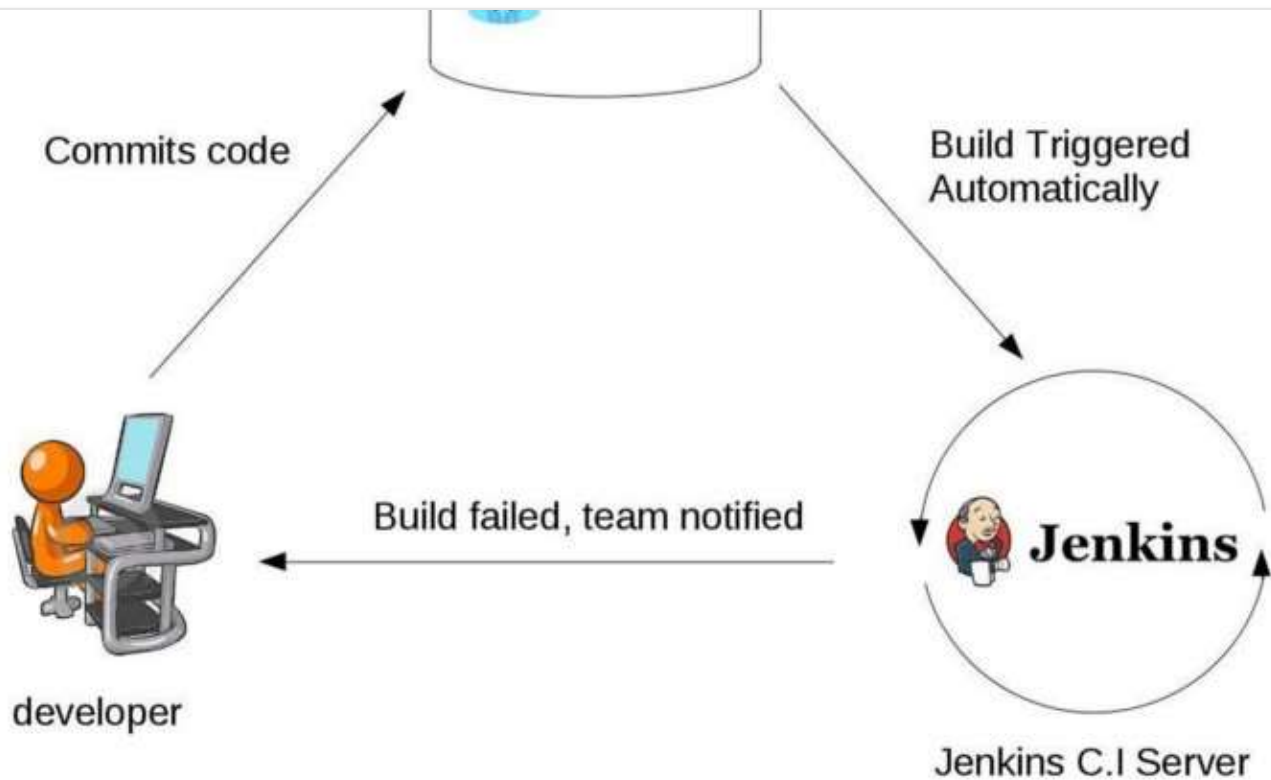 Commits code
Build Triggered
Automatically
Build failed, team notified
Jenkins
developer
Jenkins C.I Server